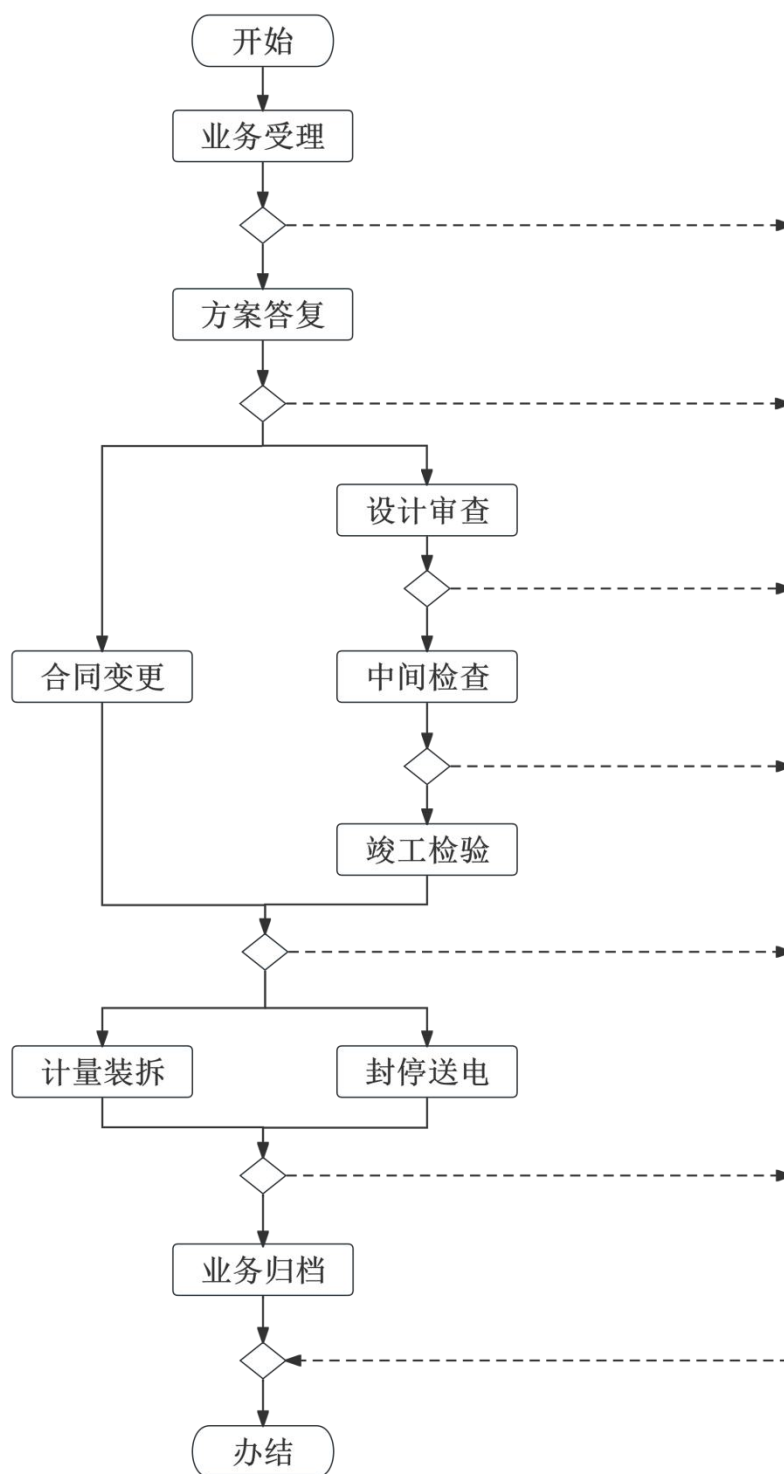 开始
业务受理
方案答复
设计审查
合同变更
中间检查
竣工检验
计量装拆
封停送电
业务归档
办结